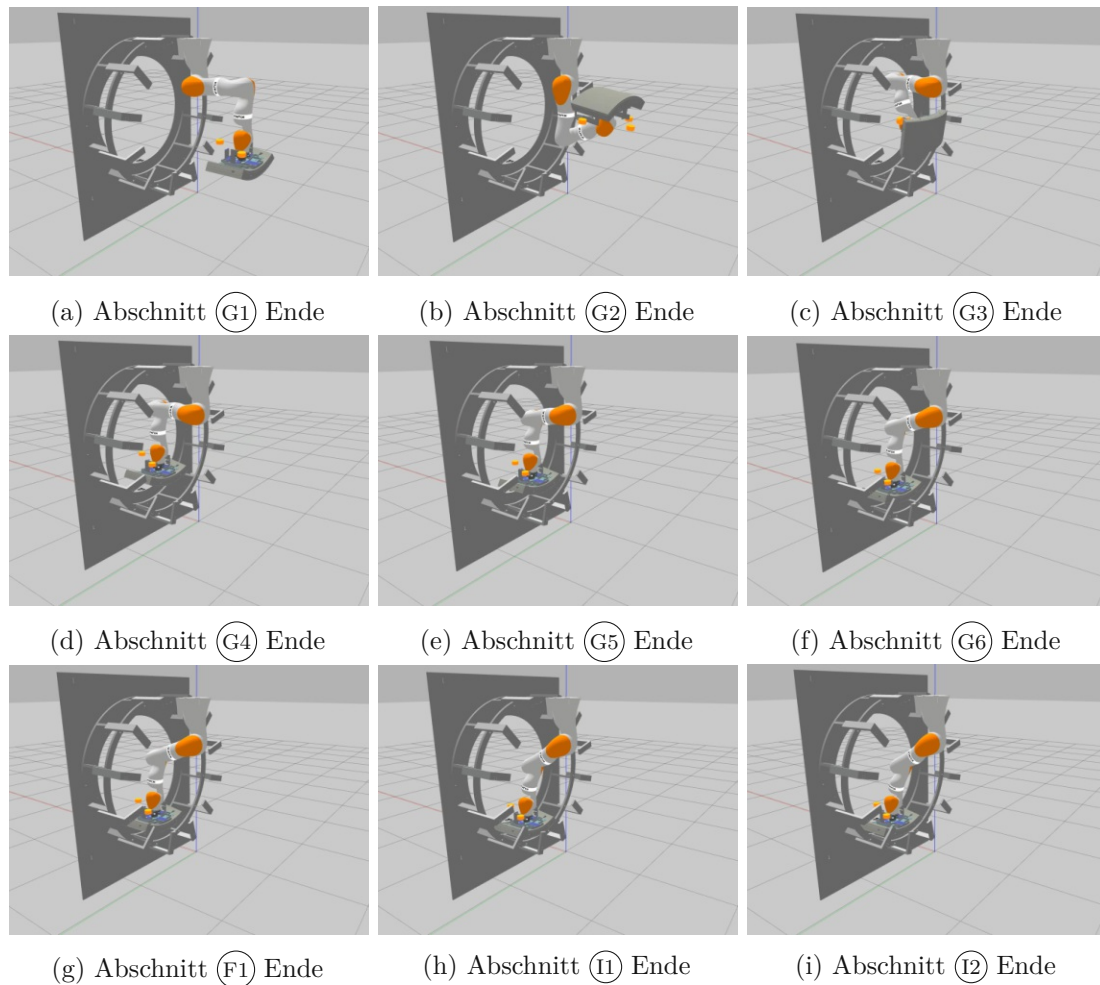 (a) Abschnitt G1 Ende
(b) Abschnitt G2 Ende
(c) Abschnitt G3 Ende
(d) Abschnitt G4 Ende
(e) Abschnitt G5 Ende
(f) Abschnitt G6 Ende
(g) Abschnitt F1 Ende
(h) Abschnitt I1 Ende
(i) Abschnitt I2 Ende